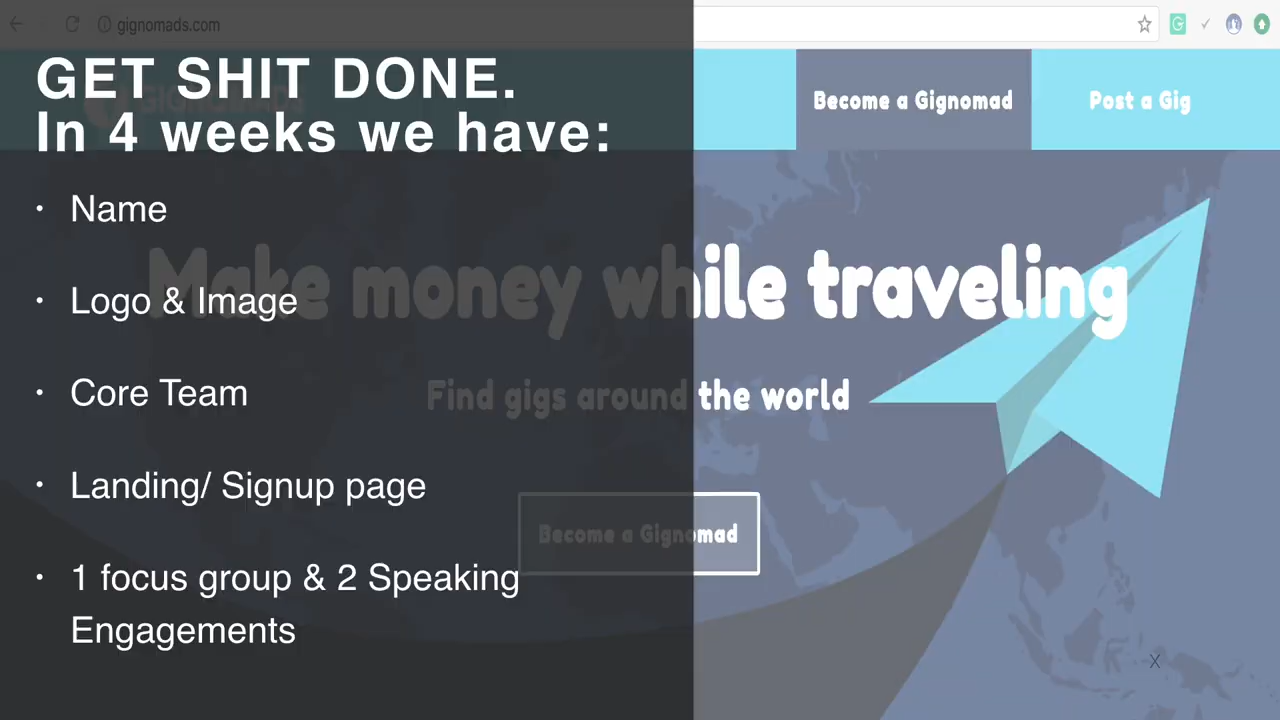 gignomads.com
GET SHIT DONE.
In 4 weeks we have:
• Name
• Logo & Image
• Core Team
• Landing/ Signup page
• 1 focus group & 2 Speaking
Engagements
GIGNOMADS
Become a Gignomad
Post a Gig
Make money while traveling
Find gigs around the world
Become a Gignomad
X